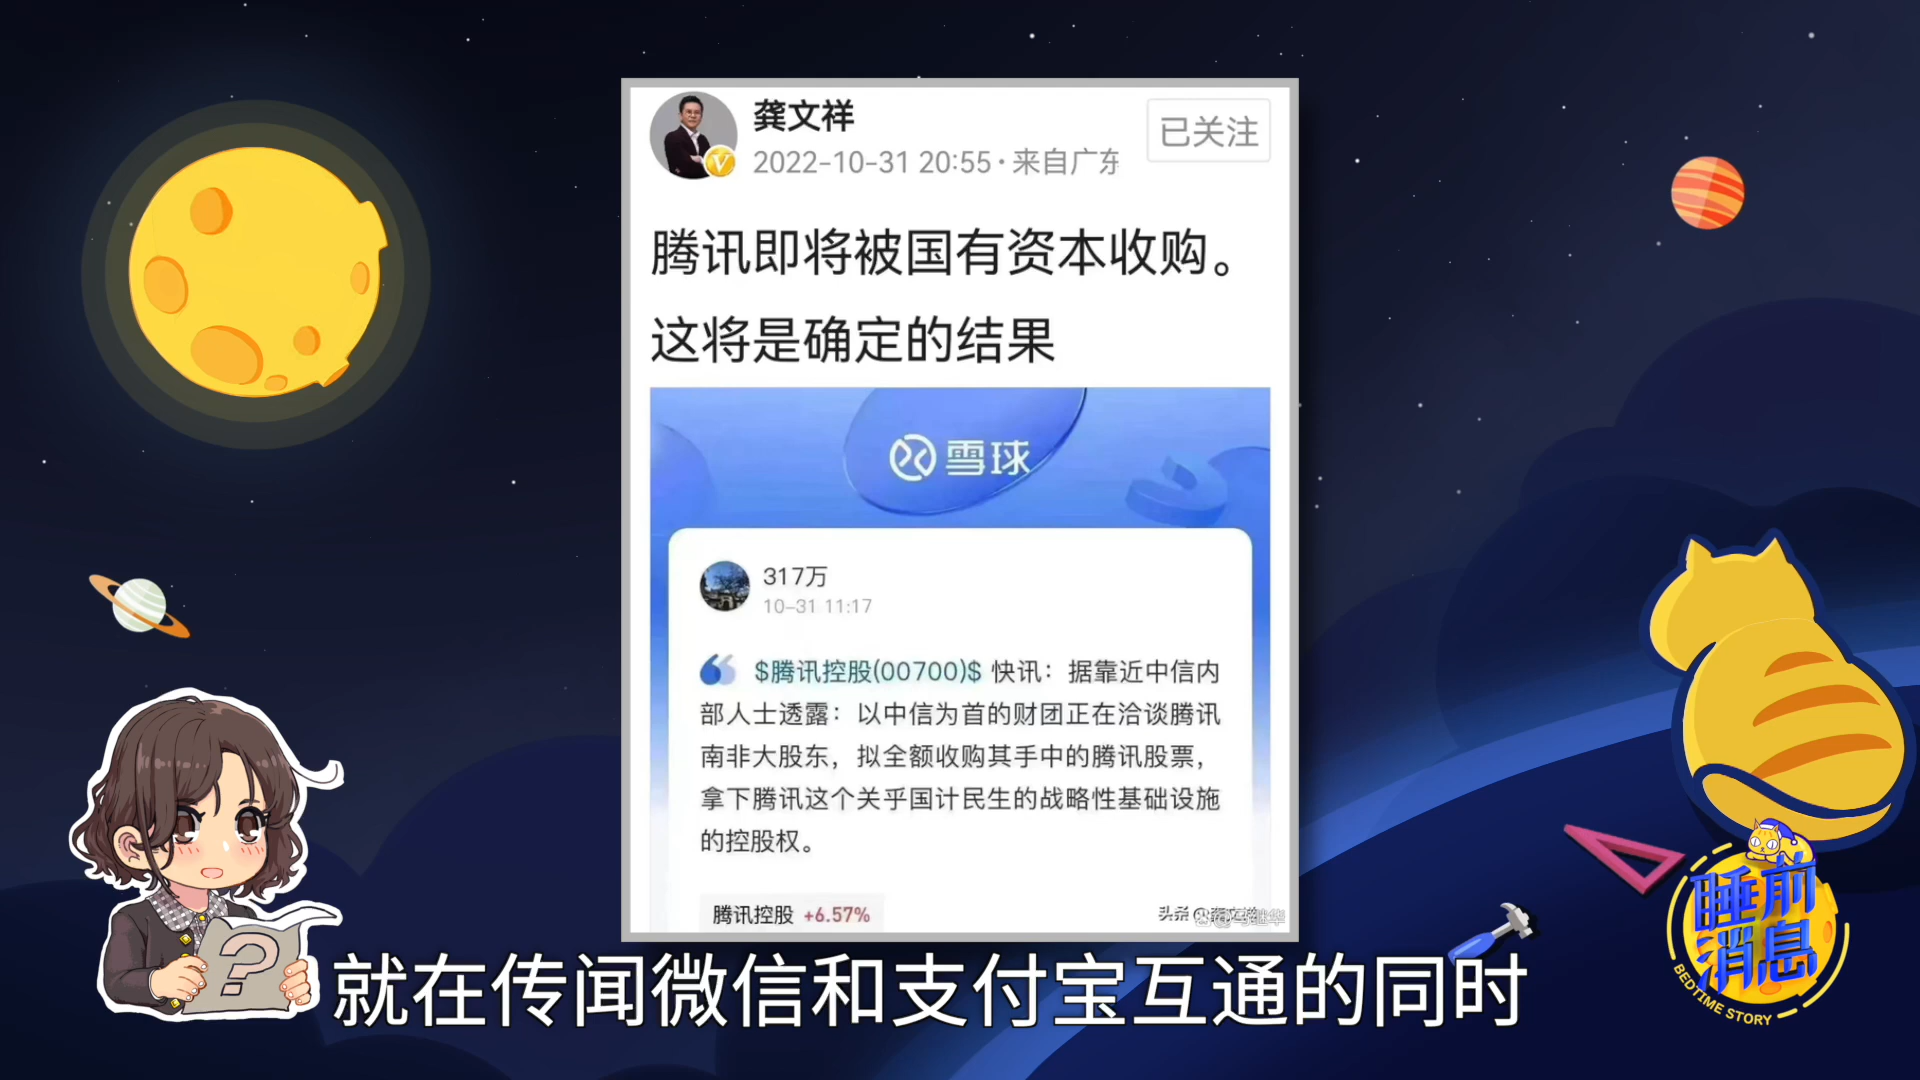 龚文祥
已关注
2022-10-31 20:55·来自广东
腾讯即将被国有资本收购。
这将是确定的结果
雪球
317万
10-31 11:17
$腾讯控股(00700)$ 快讯：据靠近中信内
部人士透露：以中信为首的财团正在洽谈腾讯
南非大股东，拟全额收购其手中的腾讯股票，
拿下腾讯这个关乎国计民生的战略性基础设施
的控股权。
腾讯控股 +6.57%
头条
?
就在传闻微信和支付宝互通的同时
睡前
消息
BEDTIME STORY